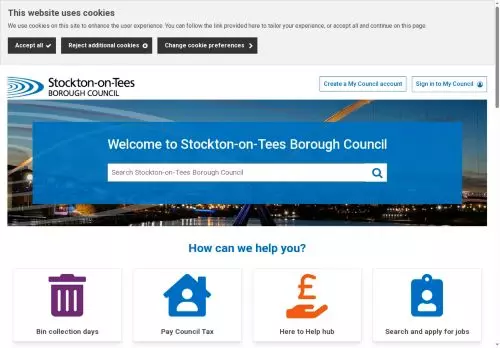 This website uses cookies
We use cookies on this site to enhance the user experience. You can follow the link provided here to tailor your experience, or accept all and continue on this page.
Accept all
Reject additional cookies
Change cookie preferences
Stockton-on-Tees
BOROUGH COUNCIL
Create a My Council account
Sign in to My Council
Welcome to Stockton-on-Tees Borough Council
Search Stockton-on-Tees Borough Council
How can we help you?
Bin collection days
Pay Council Tax
£
Here to Help hub
Search and apply for jobs